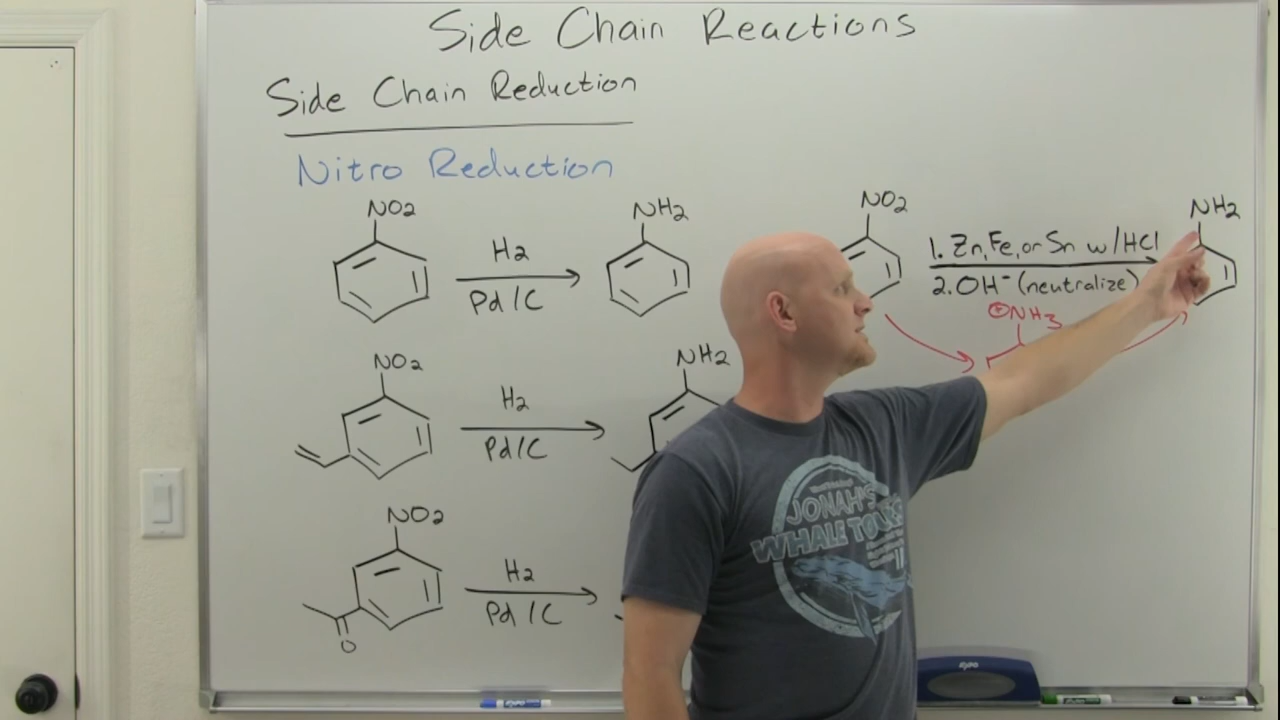 Side Chain Reactions
Side Chain Reduction
Nitro Reduction
NO2
H2
Pd/C
NH2
NO2
1. Zn, Fe, or Sn w/HCl
2. OH⁻ (neutralize)
NH2
⊕NH3
NO2
H2
Pd/C
NH2
NO2
O
H2
Pd/C
JONAH'S
WHALE TOURS
EXPO